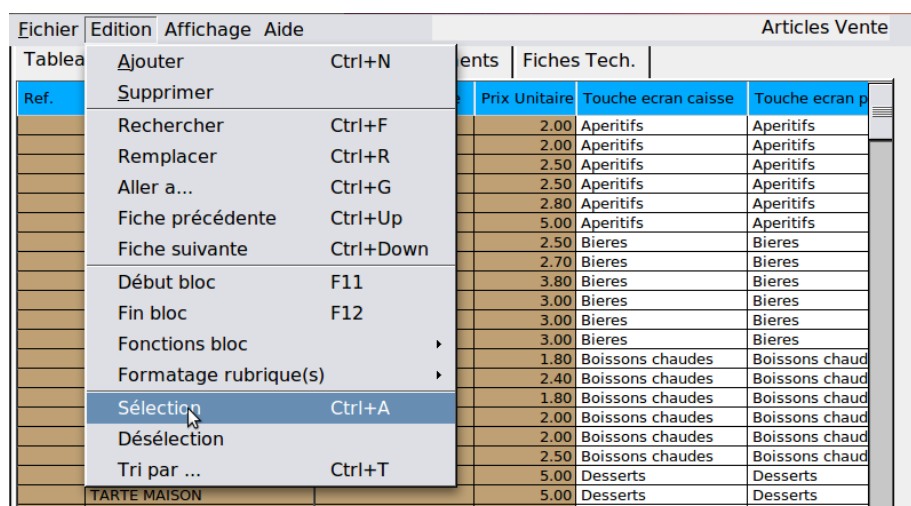 Fichier Edition Affichage Aide Articles Vente
Ajouter Ctrl+N
Supprimer
Rechercher Ctrl+F
Remplacer Ctrl+R
Aller a... Ctrl+G
Fiche précédente Ctrl+Up
Fiche suivante Ctrl+Down
Début bloc F11
Fin bloc F12
Fonctions bloc
Formatage rubrique(s)
Sélection Ctrl+A
Désélection
Tri par ... Ctrl+T
Fiches Tech.
Ref. Prix Unitaire Touche ecran caisse Touche ecran p
2.00 Aperitifs Aperitifs
2.00 Aperitifs Aperitifs
2.50 Aperitifs Aperitifs
2.50 Aperitifs Aperitifs
2.80 Aperitifs Aperitifs
5.00 Aperitifs Aperitifs
2.50 Bieres Bieres
2.70 Bieres Bieres
3.80 Bieres Bieres
3.00 Bieres Bieres
3.00 Bieres Bieres
3.00 Bieres Bieres
1.80 Boissons chaudes Boissons chaud
2.40 Boissons chaudes Boissons chaud
1.80 Boissons chaudes Boissons chaud
2.00 Boissons chaudes Boissons chaud
2.00 Boissons chaudes Boissons chaud
2.50 Boissons chaudes Boissons chaud
5.00 Desserts Desserts
TARTE MAISON 5.00 Desserts Desserts